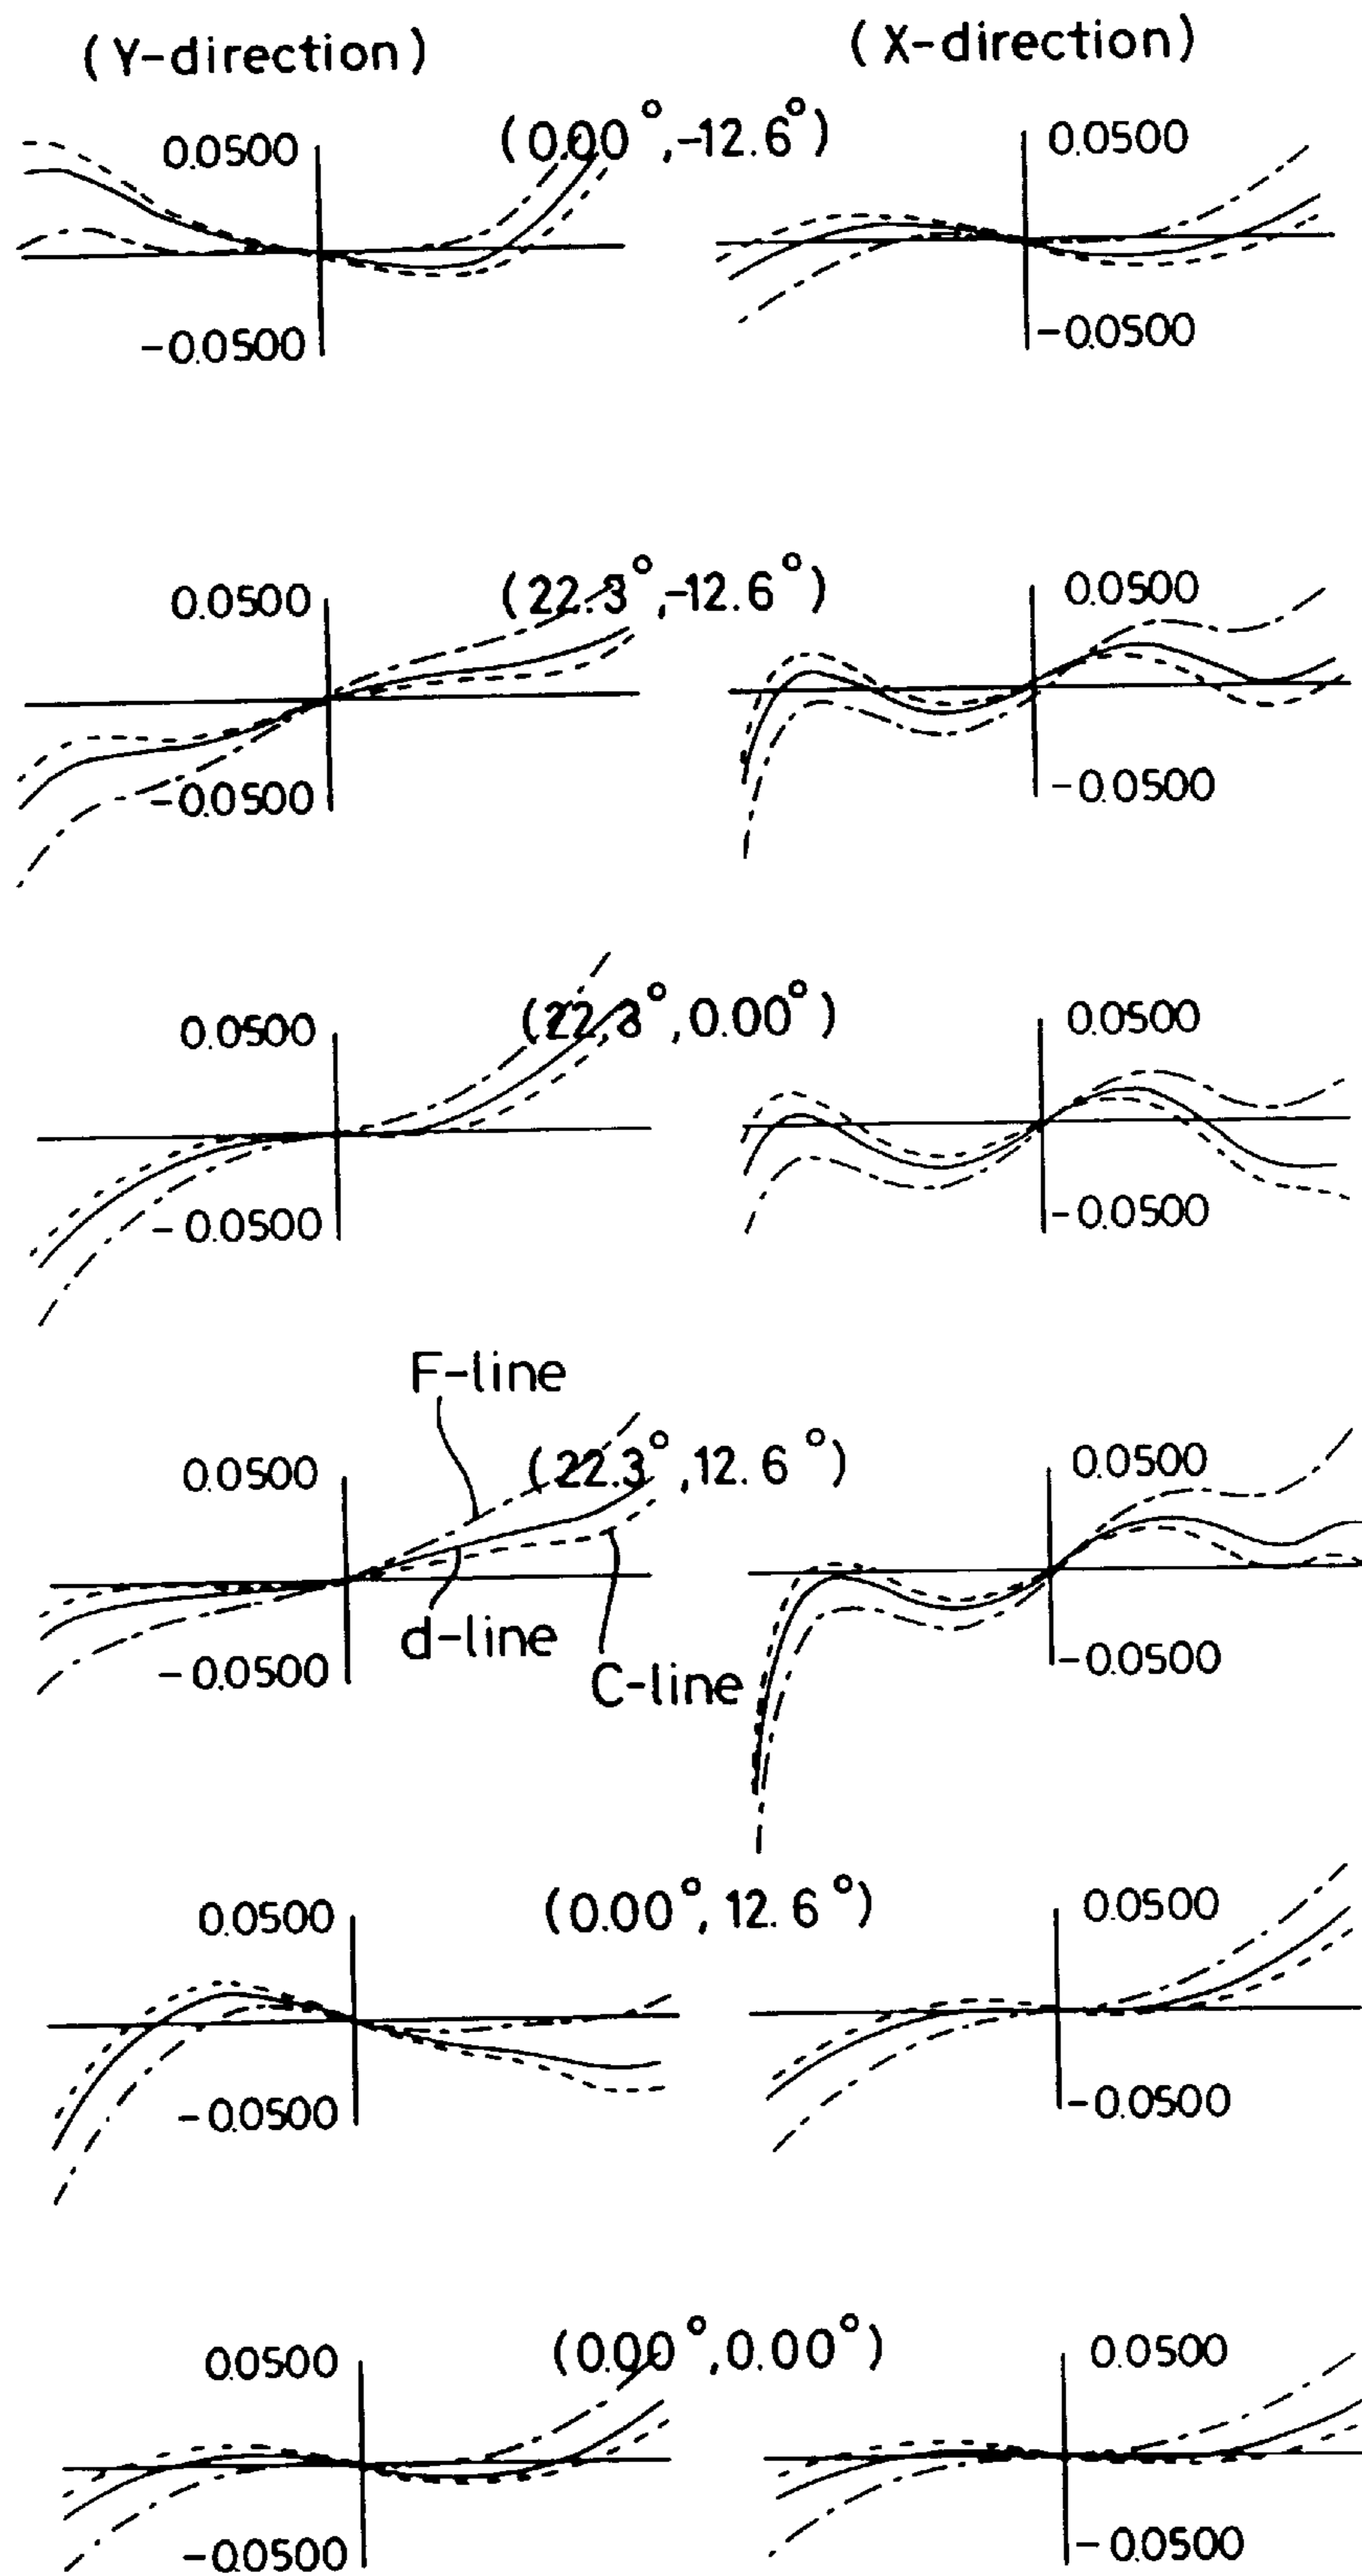 (Y-direction) (X-direction)
0.0500 (0.00°,-12.6°) 0.0500
-0.0500 -0.0500
0.0500 (22.3°,-12.6°) 0.0500
-0.0500 -0.0500
0.0500 (22.3°,0.00°) 0.0500
-0.0500 -0.0500
F-line
0.0500 (22.3°,12.6°) 0.0500
d-line
-0.0500 C-line -0.0500
0.0500 (0.00°,12.6°) 0.0500
-0.0500 -0.0500
0.0500 (0.00°,0.00°) 0.0500
-0.0500 -0.0500